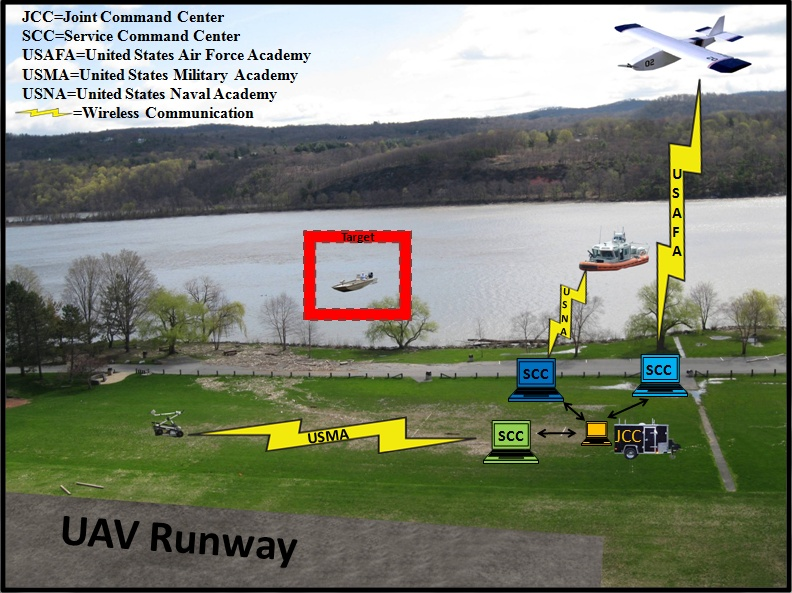 JCC=Joint Command Center
SCC=Service Command Center
USAFA=United States Air Force Academy
USMA=United States Military Academy
USNA=United States Naval Academy
=Wireless Communication
02
USAFA
Target
USNA
SCC
SCC
USMA
SCC
JCC
UAV Runway